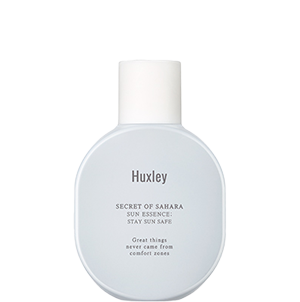 Huxley
SECRET OF SAHARA
SUN ESSENCE;
STAY SUN SAFE
Great things
never came from
comfort zones